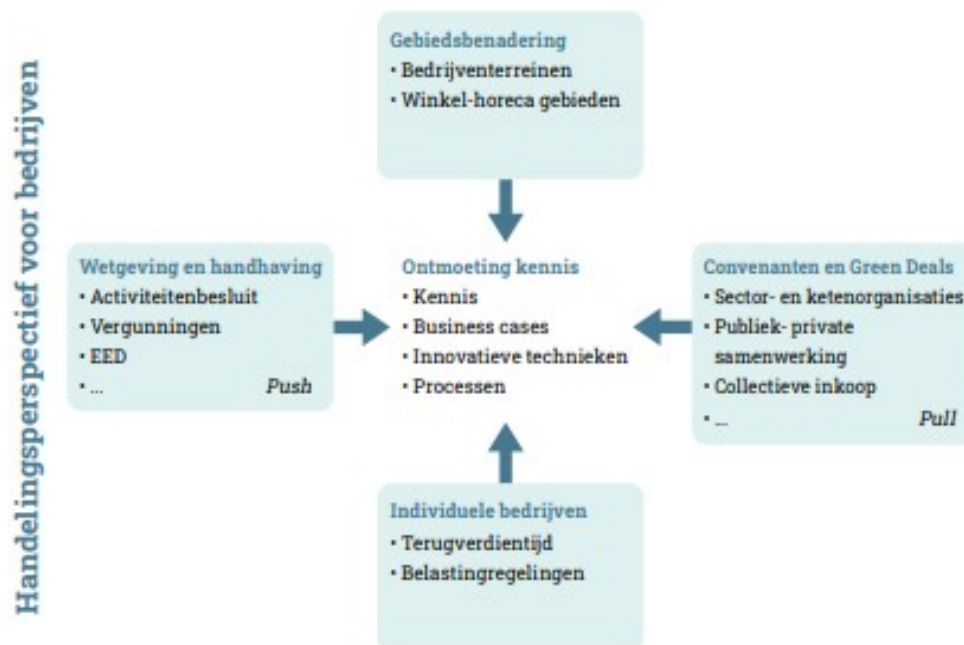 Handelingsperspectief voor bedrijven
Gebiedsbenadering
• Bedrijventerreinen
• Winkel-horeca gebieden
Wetgeving en handhaving
• Activiteitenbesluit
• Vergunningen
• EED
• ... Push
Ontmoeting kennis
• Kennis
• Business cases
• Innovatieve technieken
• Processen
Convenanten en Green Deals
• Sector- en ketenorganisaties
• Publiek- private
samenwerking
• Collectieve inkoop
• ... Pull
Individuele bedrijven
• Terugverdientijd
• Belastingregelingen